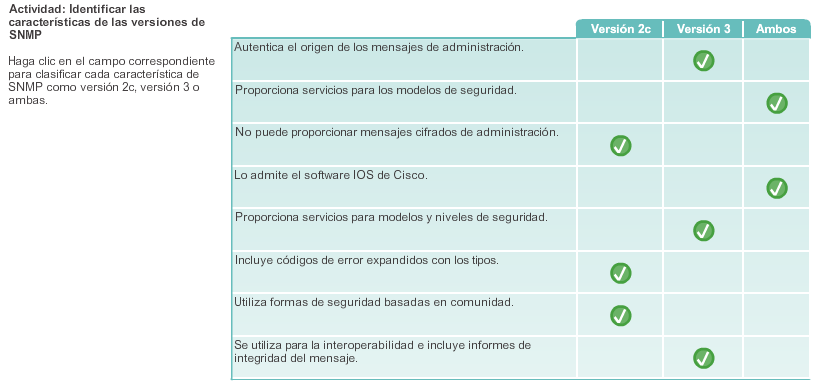 Actividad: Identificar las
características de las versiones de
SNMP
Haga clic en el campo correspondiente
para clasificar cada característica de
SNMP como versión 2c, versión 3 o
ambas.
Versión 2c Versión 3 Ambos
Autentica el origen de los mensajes de administración.
Proporciona servicios para los modelos de seguridad.
No puede proporcionar mensajes cifrados de administración.
Lo admite el software IOS de Cisco.
Proporciona servicios para modelos y niveles de seguridad.
Incluye códigos de error expandidos con los tipos.
Utiliza formas de seguridad basadas en comunidad.
Se utiliza para la interoperabilidad e incluye informes de
integridad del mensaje.